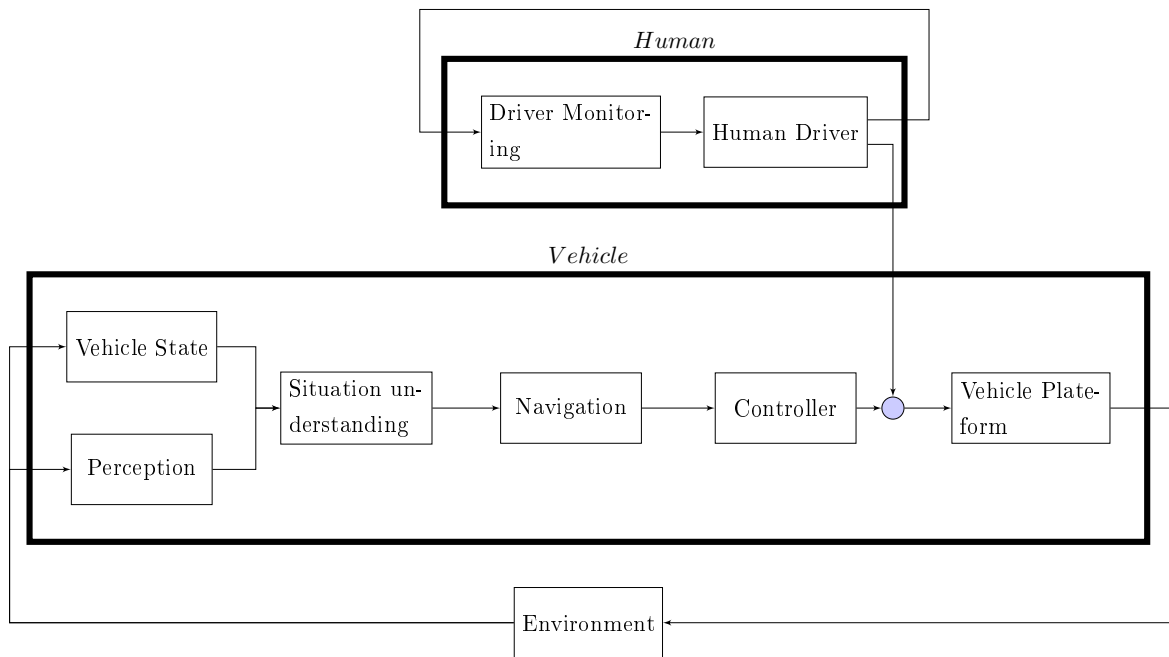 Human
Driver Monitor-
ing
Human Driver
Vehicle
Vehicle State
Situation un-
derstanding
Navigation
Controller
Vehicle Plate-
form
Perception
Environment